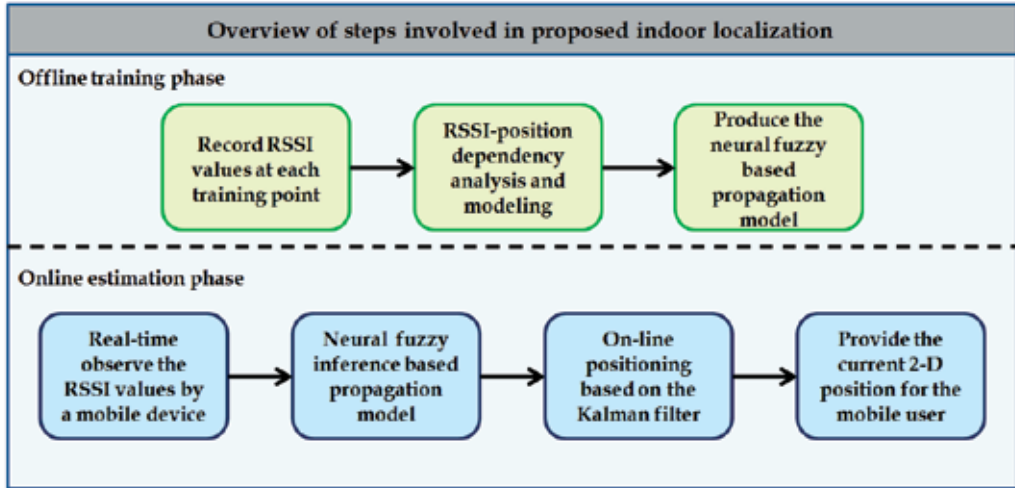 Overview of steps involved in proposed indoor localization
Offline training phase
Record RSSI
values at each
training point
RSSI-position
dependency
analysis and
modeling
Produce the
neural fuzzy
based
propagation
model
Online estimation phase
Real-time
observe the
RSSI values by
a mobile device
Neural fuzzy
inference based
propagation
model
On-line
positioning
based on the
Kalman filter
Provide the
current 2-D
position for the
mobile user